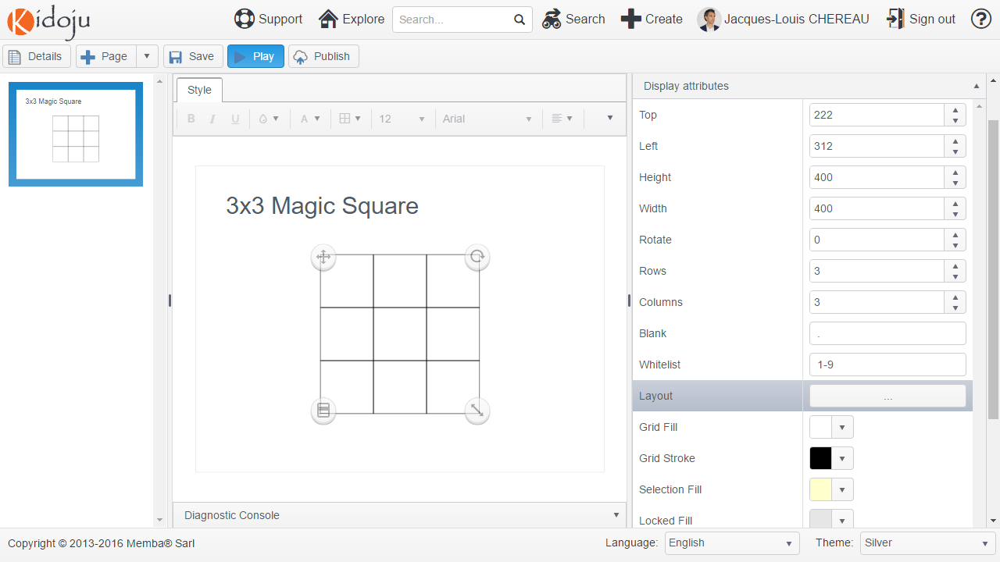 Kidoju
Support
Explore
Search...
Search
Create
Jacques-Louis CHEREAU
Sign out
?
Details
Page
Save
Play
Publish
3x3 Magic Square
Style
B I U
A
12
Arial
3x3 Magic Square
Diagnostic Console
Display attributes
Top 222
Left 312
Height 400
Width 400
Rotate 0
Rows 3
Columns 3
Blank .
Whitelist 1-9
Layout ...
Grid Fill
Grid Stroke
Selection Fill
Locked Fill
Copyright © 2013-2016 Memba® Sarl
Language: English
Theme: Silver